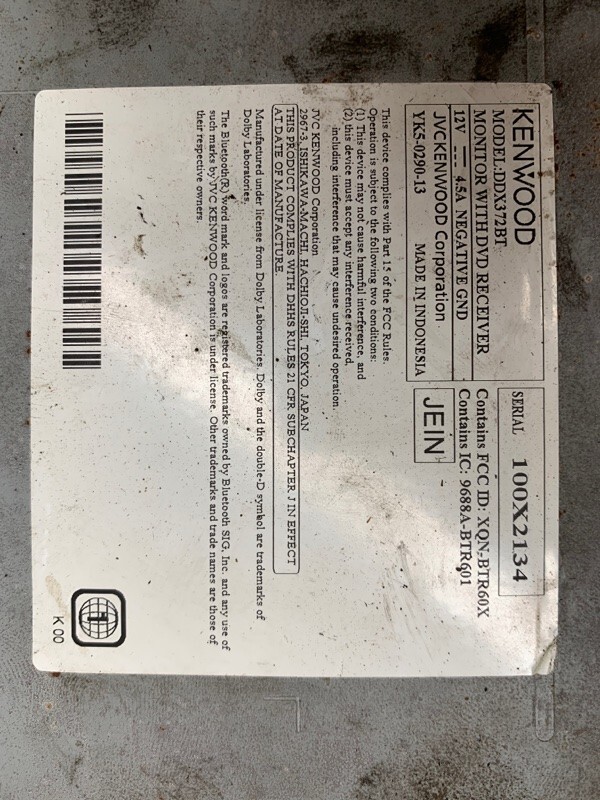 KENWOOD
MODEL:DDX372BT
MONITOR WITH DVD RECEIVER
12V 4.5A NEGATIVE GND
JVCKENWOOD Corporation
YK5-0290-13 MADE IN INDONESIA
SERIAL 100X2134
Contains FCC ID: XQN-BTR60X
Contains IC: 9688A-BTR601
JEIN
This device complies with Part 15 of the FCC Rules.
Operation is subject to the following two conditions:
(1) This device may not cause harmful interference, and
(2) this device must accept any interference received,
including interference that may cause undesired operation.
JVC KENWOOD Corporation
2967-3, ISHIKAWA-MACHI, HACHIOJI-SHI, TOKYO, JAPAN
THIS PRODUCT COMPLIES WITH DHHS RULES 21 CFR SUBCHAPTER J IN EFFECT
AT DATE OF MANUFACTURE.
Manufactured under license from Dolby Laboratories. Dolby and the double-D symbol are trademarks of
Dolby Laboratories.
The Bluetooth(R) word mark and logos are registered trademarks owned by Bluetooth SIG, Inc. and any use of
such marks by JVC KENWOOD Corporation is under license. Other trademarks and trade names are those of
their respective owners.
K 00